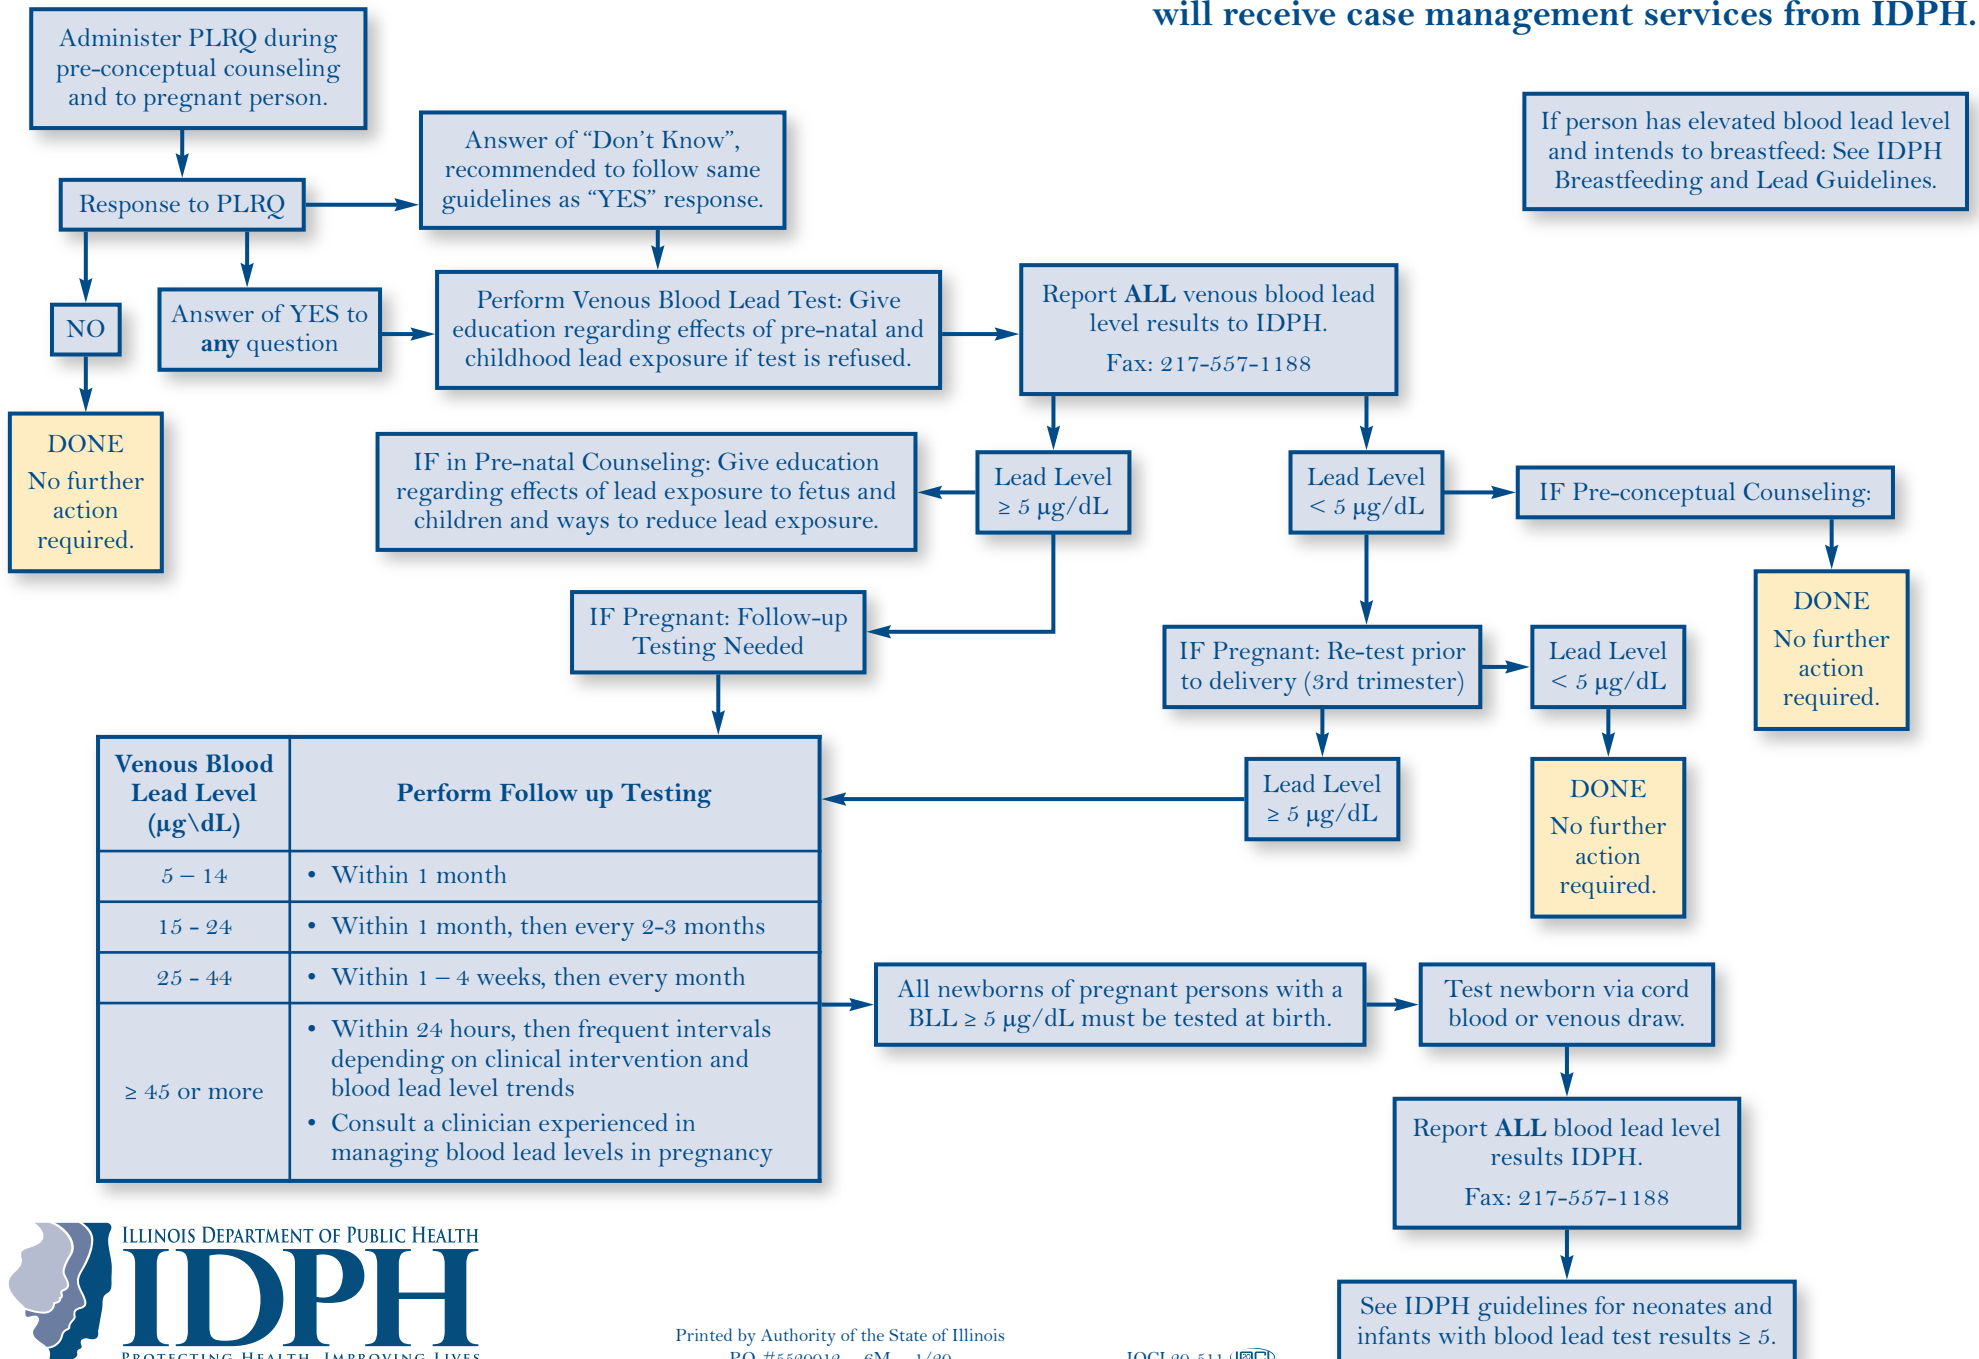 will receive case management services from IDPH.
Administer PLRQ during
pre-conceptual counseling
and to pregnant person.
If person has elevated blood lead level
and intends to breastfeed: See IDPH
Breastfeeding and Lead Guidelines.
Response to PLRQ
Answer of “Don’t Know”,
recommended to follow same
guidelines as “YES” response.
NO
Answer of YES to
any question
Perform Venous Blood Lead Test: Give
education regarding effects of pre-natal and
childhood lead exposure if test is refused.
Report ALL venous blood lead
level results to IDPH.
Fax: 217-557-1188
DONE
No further
action
required.
IF in Pre-natal Counseling: Give education
regarding effects of lead exposure to fetus and
children and ways to reduce lead exposure.
Lead Level
≥ 5 µg/dL
Lead Level
< 5 µg/dL
IF Pre-conceptual Counseling:
DONE
No further
action
required.
IF Pregnant: Follow-up
Testing Needed
IF Pregnant: Re-test prior
to delivery (3rd trimester)
Lead Level
< 5 µg/dL
Lead Level
≥ 5 µg/dL
DONE
No further
action
required.
Venous Blood
Lead Level
(µg\dL)
Perform Follow up Testing
5 – 14
• Within 1 month
15 - 24
• Within 1 month, then every 2-3 months
25 - 44
• Within 1 – 4 weeks, then every month
≥ 45 or more
• Within 24 hours, then frequent intervals
depending on clinical intervention and
blood lead level trends
• Consult a clinician experienced in
managing blood lead levels in pregnancy
All newborns of pregnant persons with a
BLL ≥ 5 µg/dL must be tested at birth.
Test newborn via cord
blood or venous draw.
Report ALL blood lead level
results IDPH.
Fax: 217-557-1188
See IDPH guidelines for neonates and
infants with blood lead test results ≥ 5.
ILLINOIS DEPARTMENT OF PUBLIC HEALTH
IDPH
PROTECTING HEALTH, IMPROVING LIVES
Printed by Authority of the State of Illinois
P.O. #5520012 6M 1/20
IOCI 20-511